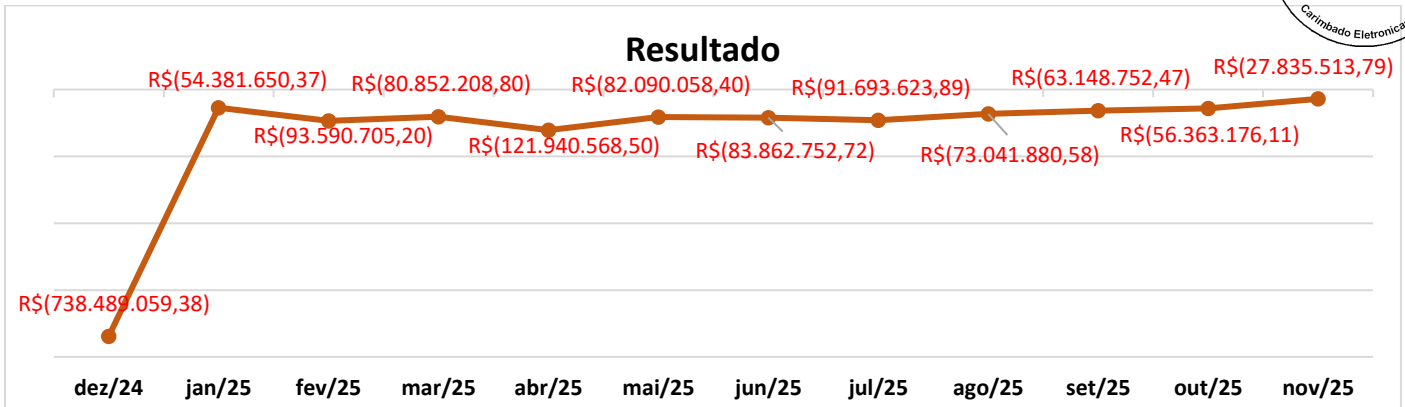 Carimbado Eletronica
Resultado
R$(54.381.650,37)
R$(80.852.208,80)
R$(82.090.058,40)
R$(91.693.623,89)
R$(63.148.752,47)
R$(27.835.513,79)
R$(93.590.705,20)
R$(121.940.568,50)
R$(83.862.752,72)
R$(73.041.880,58)
R$(56.363.176,11)
R$(738.489.059,38)
dez/24 jan/25 fev/25 mar/25 abr/25 mai/25 jun/25 jul/25 ago/25 set/25 out/25 nov/25